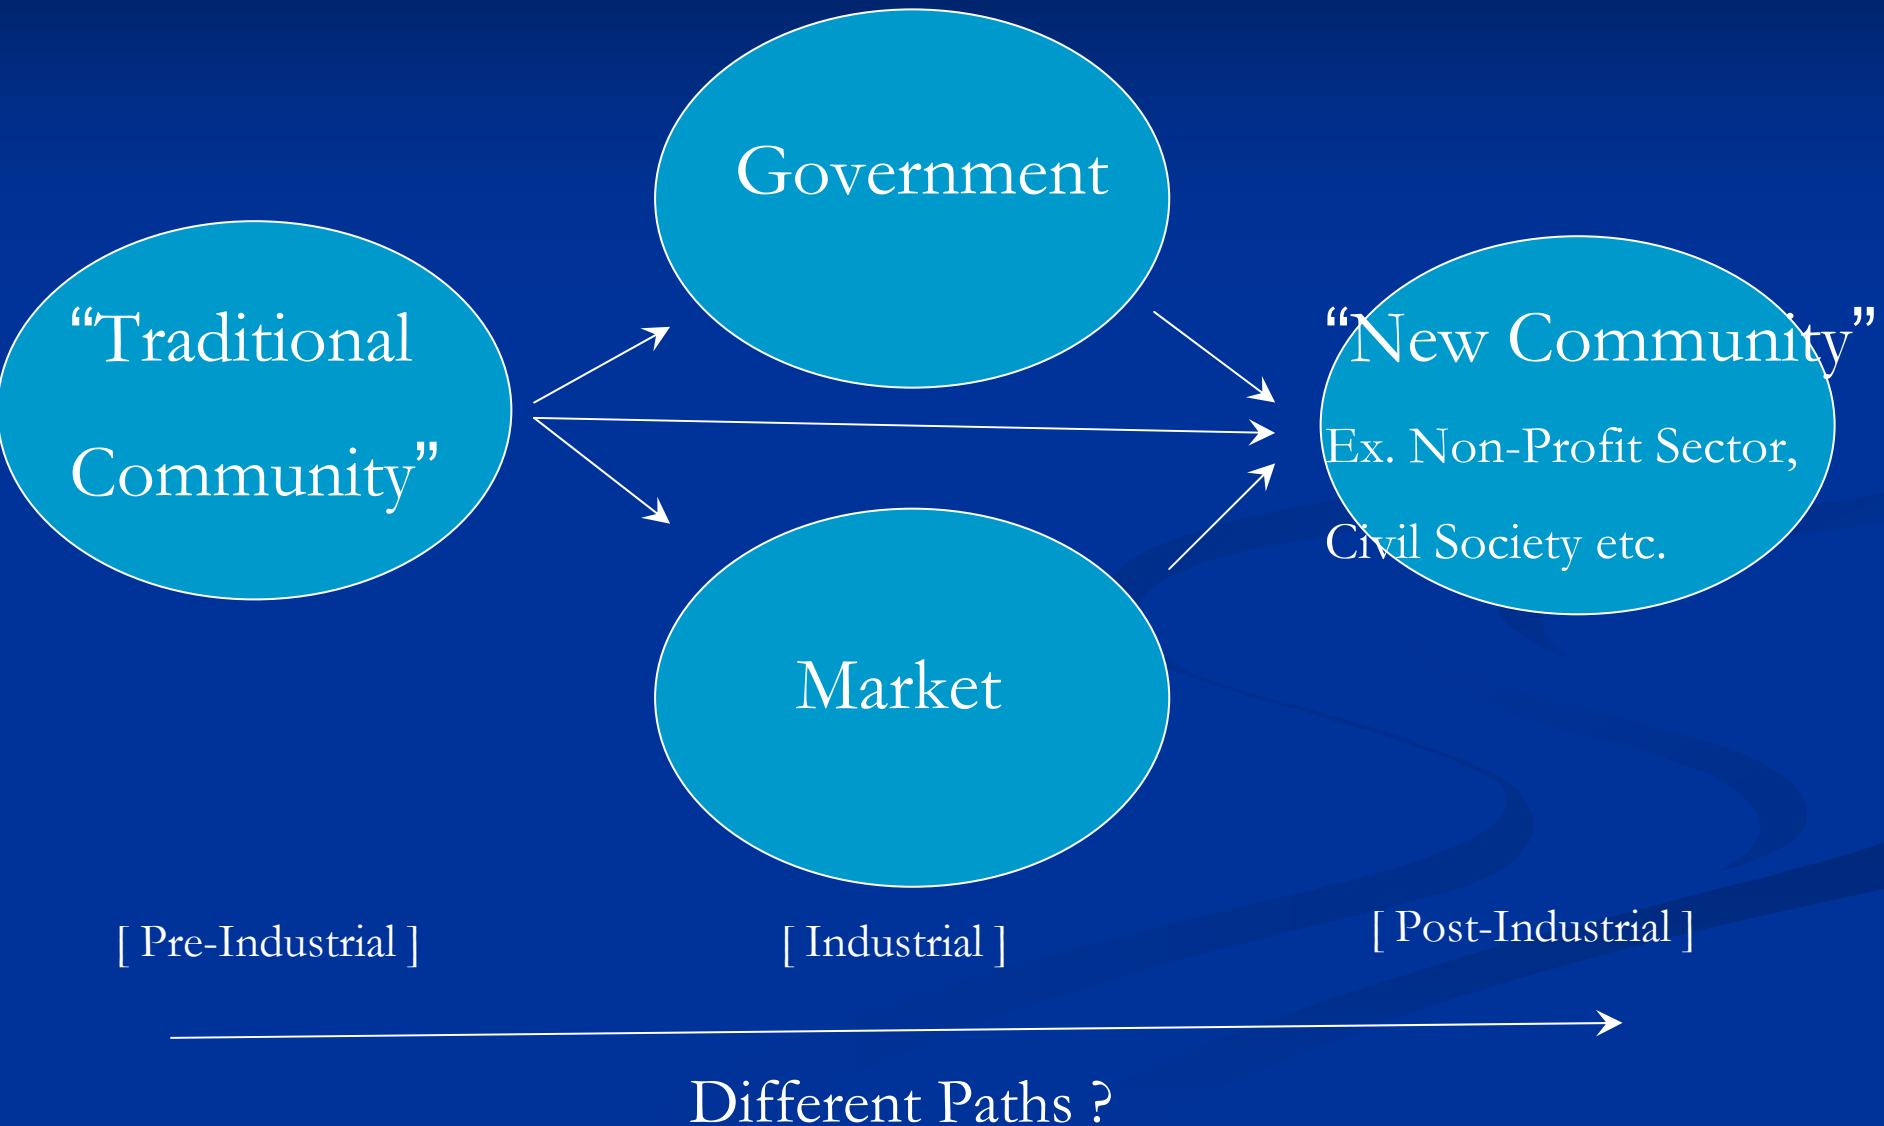 Government
“Traditional
Community”
“New Community”
Ex. Non-Profit Sector,
Civil Society etc.
Market
[ Pre-Industrial ]
[ Industrial ]
[ Post-Industrial ]
Different Paths ?